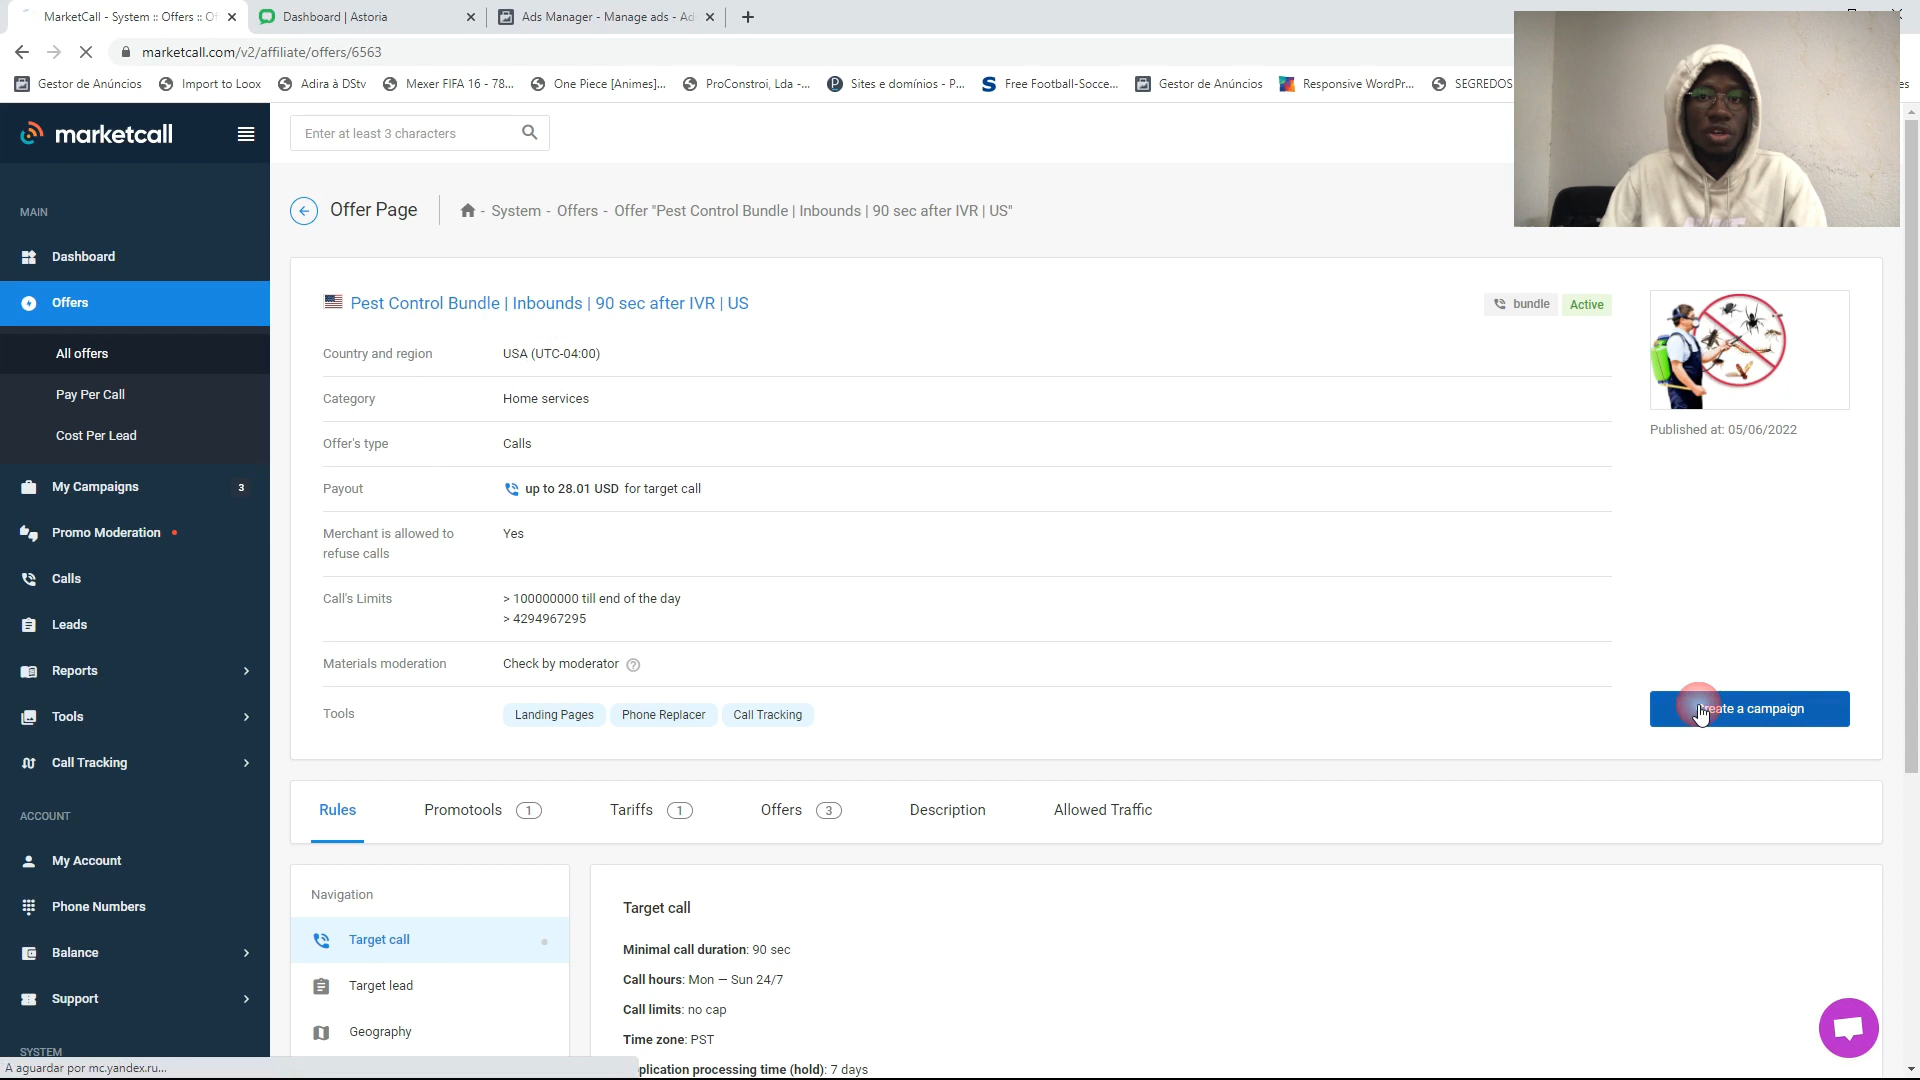 MarketCall - System :: Offers :: Of
Dashboard | Astoria
Ads Manager - Manage ads - Ad
marketcall.com/v2/affiliate/offers/6563
Gestor de Anúncios
Import to Loox
Adira à DStv
Mexer FIFA 16 - 78...
One Piece [Animes]...
ProConstroi, Lda -...
Sites e domínios - P...
Free Football-Socce...
Gestor de Anúncios
Responsive WordPr...
SEGREDOS
marketcall
Enter at least 3 characters
MAIN
Dashboard
Offers
All offers
Pay Per Call
Cost Per Lead
My Campaigns 3
Promo Moderation
Calls
Leads
Reports
Tools
Call Tracking
ACCOUNT
My Account
Phone Numbers
Balance
Support
SYSTEM
A aguardar por mc.yandex.ru...
Offer Page
- System - Offers - Offer "Pest Control Bundle | Inbounds | 90 sec after IVR | US"
Pest Control Bundle | Inbounds | 90 sec after IVR | US
bundle
Active
Country and region USA (UTC-04:00)
Category Home services
Offer's type Calls
Payout up to 28.01 USD for target call
Merchant is allowed to refuse calls Yes
Call's Limits > 100000000 till end of the day
> 4294967295
Materials moderation Check by moderator
Tools Landing Pages Phone Replacer Call Tracking
Published at: 05/06/2022
eate a campaign
Rules
Promotools 1
Tariffs 1
Offers 3
Description
Allowed Traffic
Navigation
Target call
Target lead
Geography
Target call
Minimal call duration: 90 sec
Call hours: Mon — Sun 24/7
Call limits: no cap
Time zone: PST
plication processing time (hold): 7 days